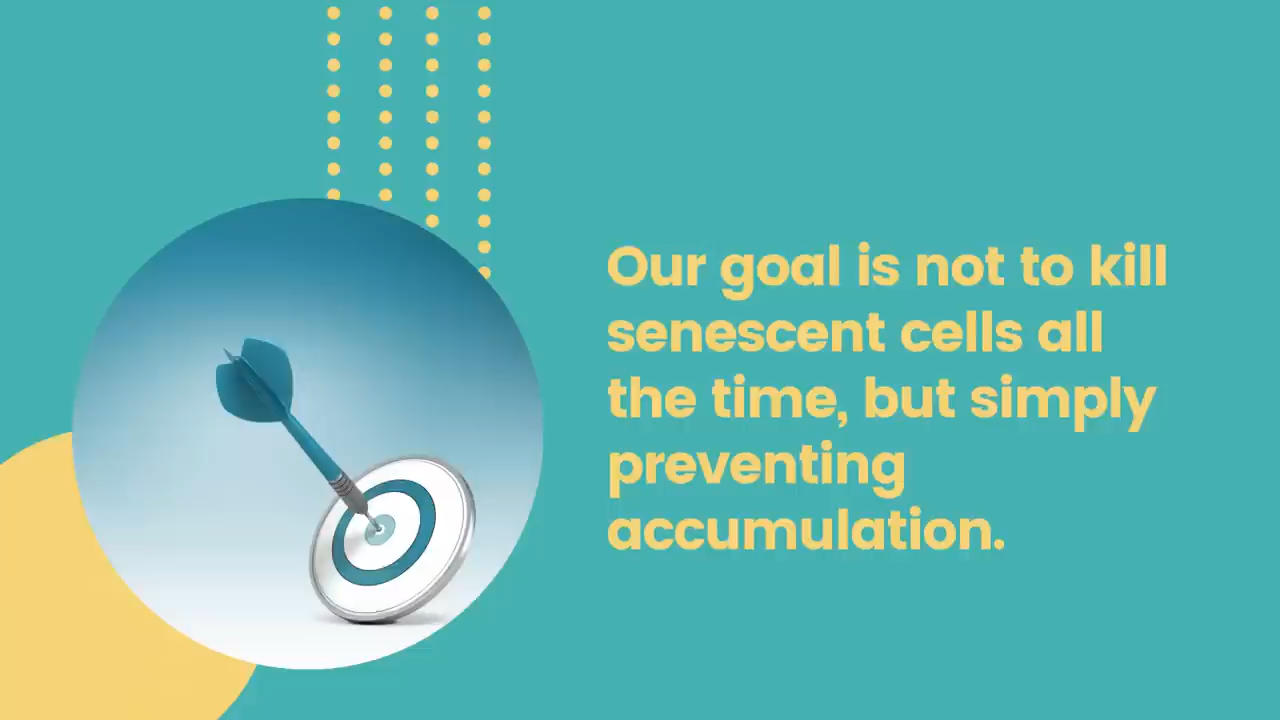 Our goal is not to kill
senescent cells all
the time, but simply
preventing
accumulation.